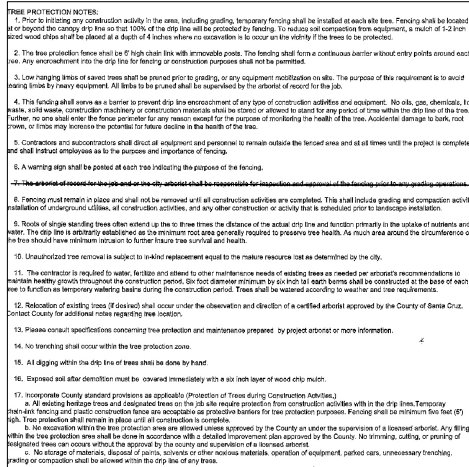 TREE PROTECTION NOTES:
1. Prior to initiating any construction activity in the area, including grading, temporary fencing shall be installed at each site tree. Fencing shall be located
at or beyond the canopy drip line so that 100% of the drip line will be protected by fencing. To reduce soil compaction from equipment, a mulch of 1-2 inch
sized wood chips shall be placed at a depth of 4 inches where no excavation is to occur un the vicinity if the trees to be protected.
2. The tree protection fence shall be 6' high chain link with immovable posts. The fencing shall form a continuous barrier without entry points around each
tree. Any encroachment into the drip line for fencing or construction purposes shall not be permitted.
3. Low hanging limbs of saved trees shall be pruned prior to grading, or any equipment mobilization on site. The purpose of this requirement is to avoid
tearing limbs by heavy equipment. All limbs to be pruned shall be supervised by the arborist of record for the job.
4. This fencing shall serve as a barrier to prevent drip line encroachment of any type of construction activities and equipment. No oils, gas, chemicals, li
waste, solid waste, construction machinery or construction materials shall be stored or allowed to stand for any period of time within the drip line of the tree.
Further, no one shall enter the fence perimeter for any reason except for the purpose of monitoring the health of the tree. Accidental damage to bark, root
crown, or limbs may increase the potential for future decline in the health of the tree.
5. Contractors and subcontractors shall direct all equipment and personnel to remain outside the fenced area and at all times until the project is complete
and shall instruct employees as to the purpose and importance of fencing.
6. A warning sign shall be posted at each tree indicating the purpose of the fencing.
7. The arborist of record for the job and or the city arborist shall be responsible for inspection and approval of the fencing prior to any grading operations.
8. Fencing must remain in place and shall not be removed until all construction activities are completed. This shall include grading and compaction activit
installation of underground utilities, all construction activities, and any other construction or activity that is scheduled prior to landscape installation.
9. Roots of single standing trees often extend up to three times the distance of the actual drip line and function primarily in the uptake of nutrients and
water. The drip line is arbitrarily established as the minimum root area generally required to preserve tree health. As much area around the circumference o
the tree should have minimum intrusion to further insure tree survival and health.
10. Unauthorized tree removal is subject to in-kind replacement equal to the mature resource lost as determined by the city.
11. The contractor is required to water, fertilize and attend to other maintenance needs of existing trees as needed per arborist's recommendations to
maintain healthy growth throughout the construction period. Six foot diameter minimum by six inch tall earth berms shall be constructed at the base of each
tree to function as temporary watering basins during the construction period. Trees shall be watered according to weather and tree requirements.
12. Relocation of existing trees (if desired) shall occur under the observation and direction of a certified arborist approved by the County of Santa Cruz.
Contact County for additional notes regarding tree location.
13. Please consult specifications concerning tree protection and maintenance prepared by project arborist or more information.
14. No trenching shall occur within the tree protection zone.
15. All digging within the drip line of trees shall be done by hand.
16. Exposed soil after demolition must be covered immediately with a six inch layer of wood chip mulch.
17. Incorporate County standard provisions as applicable (Protection of Trees during Construction Activities.)
a. All existing heritage trees and designated trees on the job site require protection from construction activities with in the drip lines.Temporary
chain-link fencing and plastic construction fence are acceptable as protective barriers for tree protection purposes. Fencing shall be minimum five feet (5')
high. Tree protection shall remain in place until all construction is complete.
b. No excavation within the tree protection area are allowed unless approved by the County an under the supervision of a licensed arborist. Any filling
within the tree protection area shall be done in accordance with a detailed improvement plan approved by the County. No trimming, cutting, or pruning of
designated trees can occur without the approval by the county and supervision of a licensed arborist.
c. No storage of materials, disposal of paints, solvents or other noxious materials, operation of equipment, parked cars, unnecessary trenching,
grading or compaction shall be allowed within the drip line of any trees.